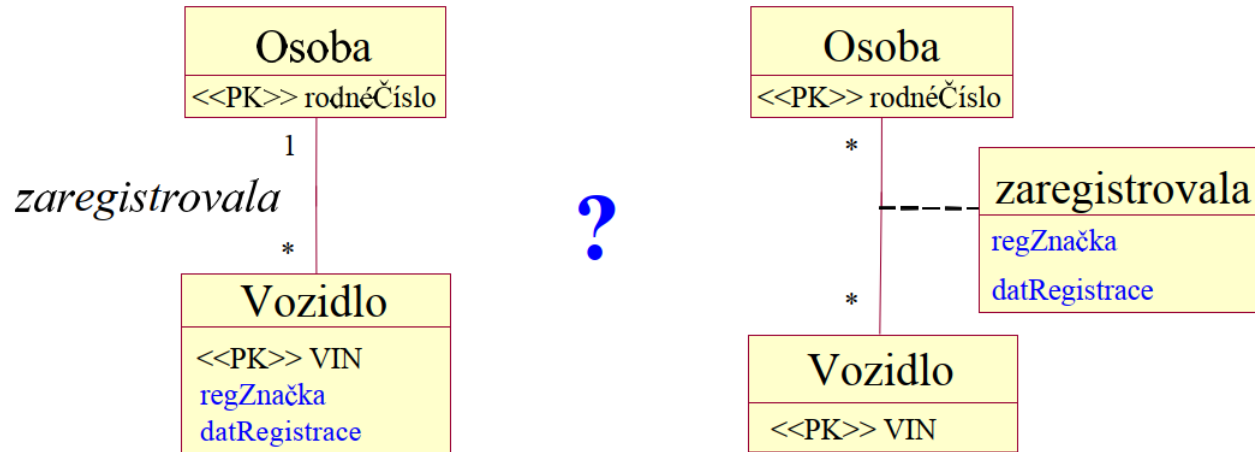 Osoba
<<PK>> rodnéČíslo
1
zaregistrovala
*
Vozidlo
<<PK>> VIN
regZnačka
datRegistrace
?
Osoba
<<PK>> rodnéČíslo
*
zaregistrovala
regZnačka
datRegistrace
*
Vozidlo
<<PK>> VIN